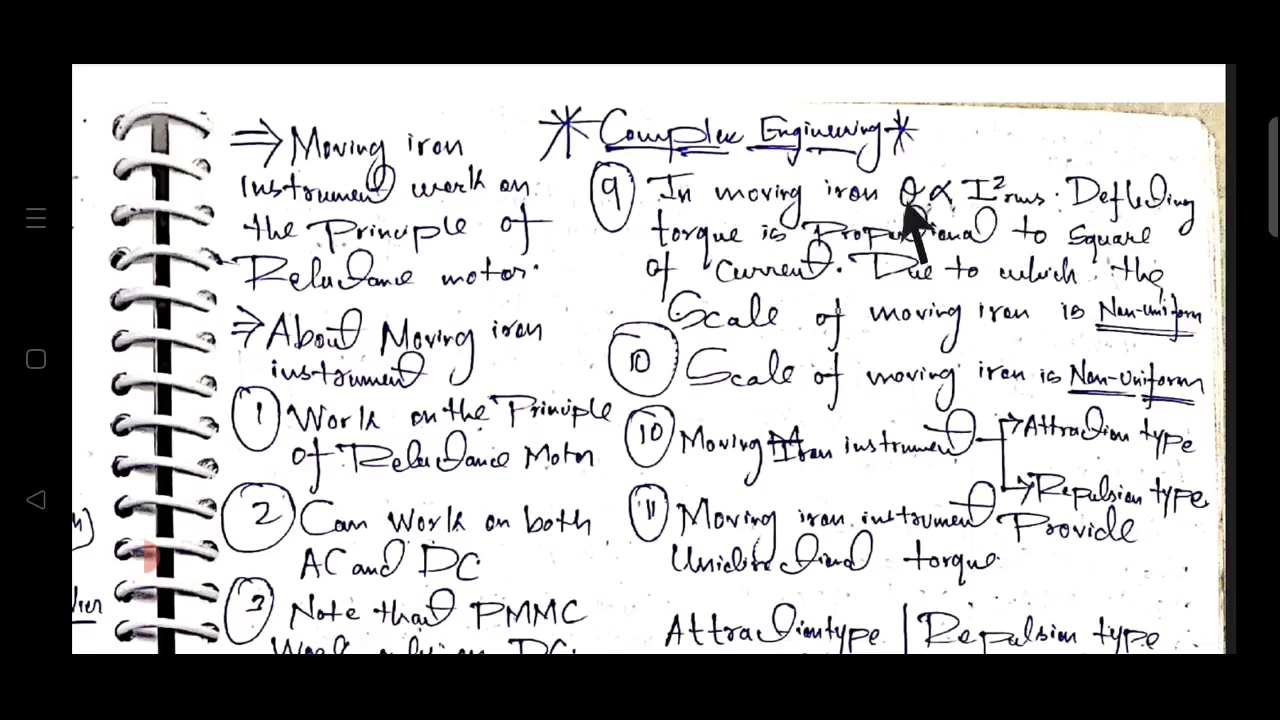 * Complex Engineering *
⇒ Moving iron
instrument work on
the Principle of
Reluctance motor.
⇒ About Moving iron
instrument
① Work on the Principle
of Reluctance Motor
② Can Work on both
AC and DC
③ Note that PMMC
Work only on DC.
⑨ In moving iron θ ∝ I²rms. Deflecting
torque is Proportional to Square
of current. Due to which the
Scale of moving iron is Non-uniform
⑩ Scale of moving iron is Non-Uniform
⑩ Moving Iron instrument → Attraction type
→ Repulsion type
⑪ Moving iron instrument Provide
Unidirectional torque.
Attraction type | Repulsion type